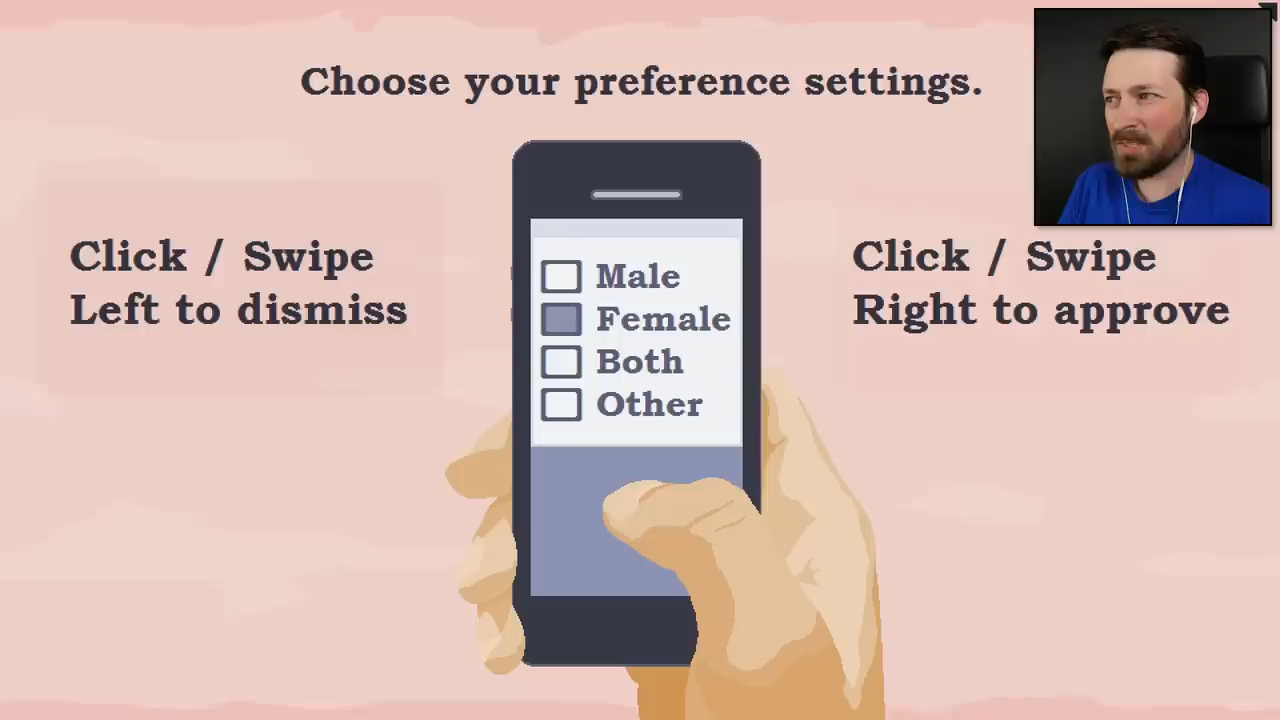 Choose your preference settings.
Click / Swipe
Left to dismiss
Male
Female
Both
Other
Click / Swipe
Right to approve